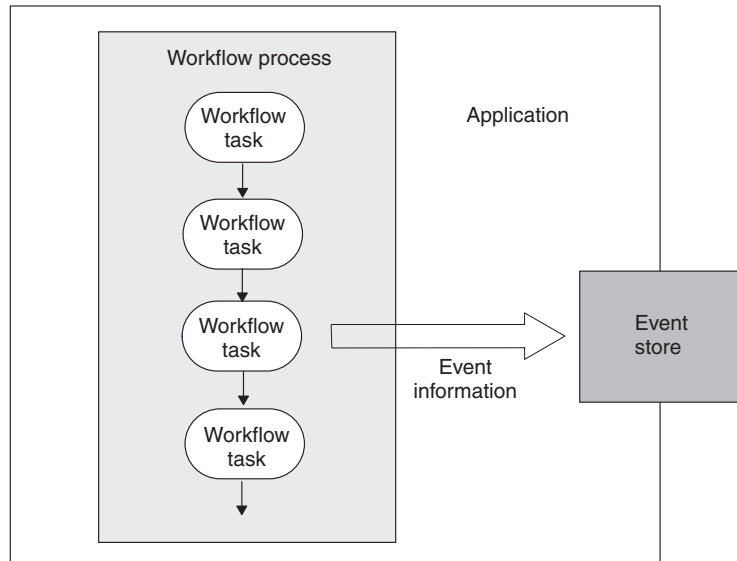 Workflow process
Workflow
task
Application
Workflow
task
Workflow
task
Event
information
Event
store
Workflow
task